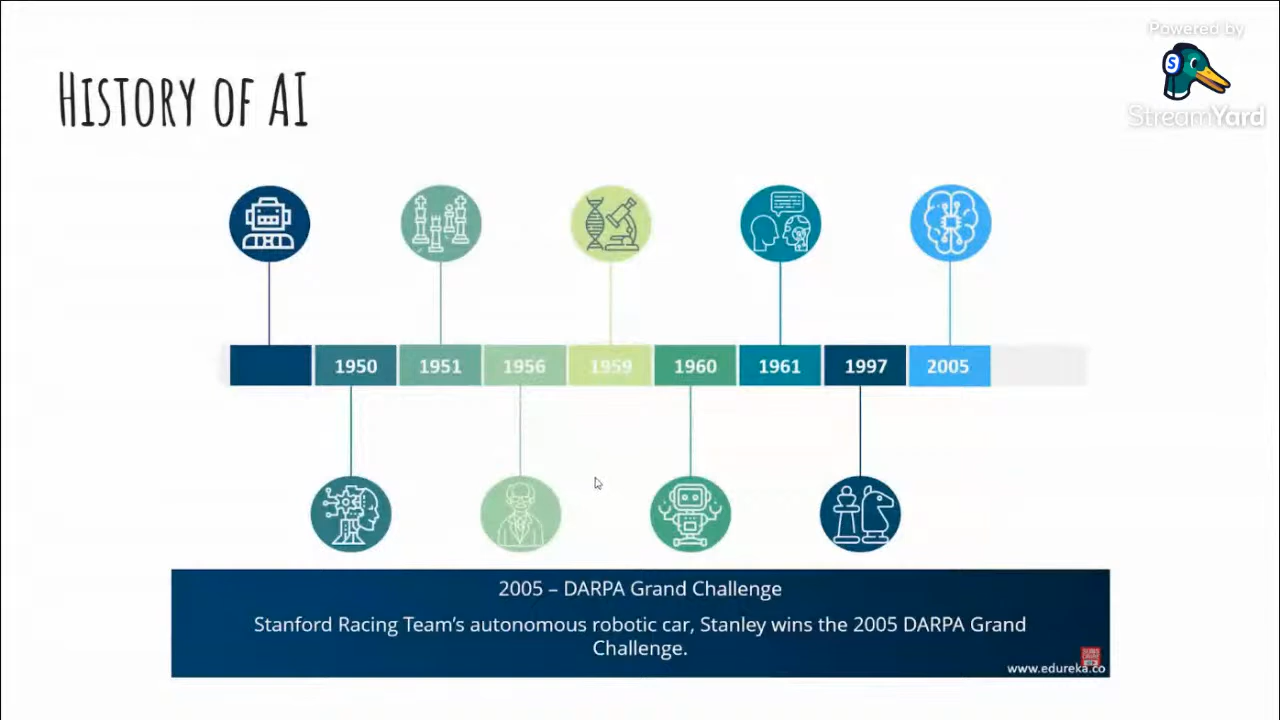 Powered by
StreamYard
HISTORY OF AI
1950
1951
1956
1959
1960
1961
1997
2005
2005 – DARPA Grand Challenge
Stanford Racing Team's autonomous robotic car, Stanley wins the 2005 DARPA Grand
Challenge.
www.edureka.co